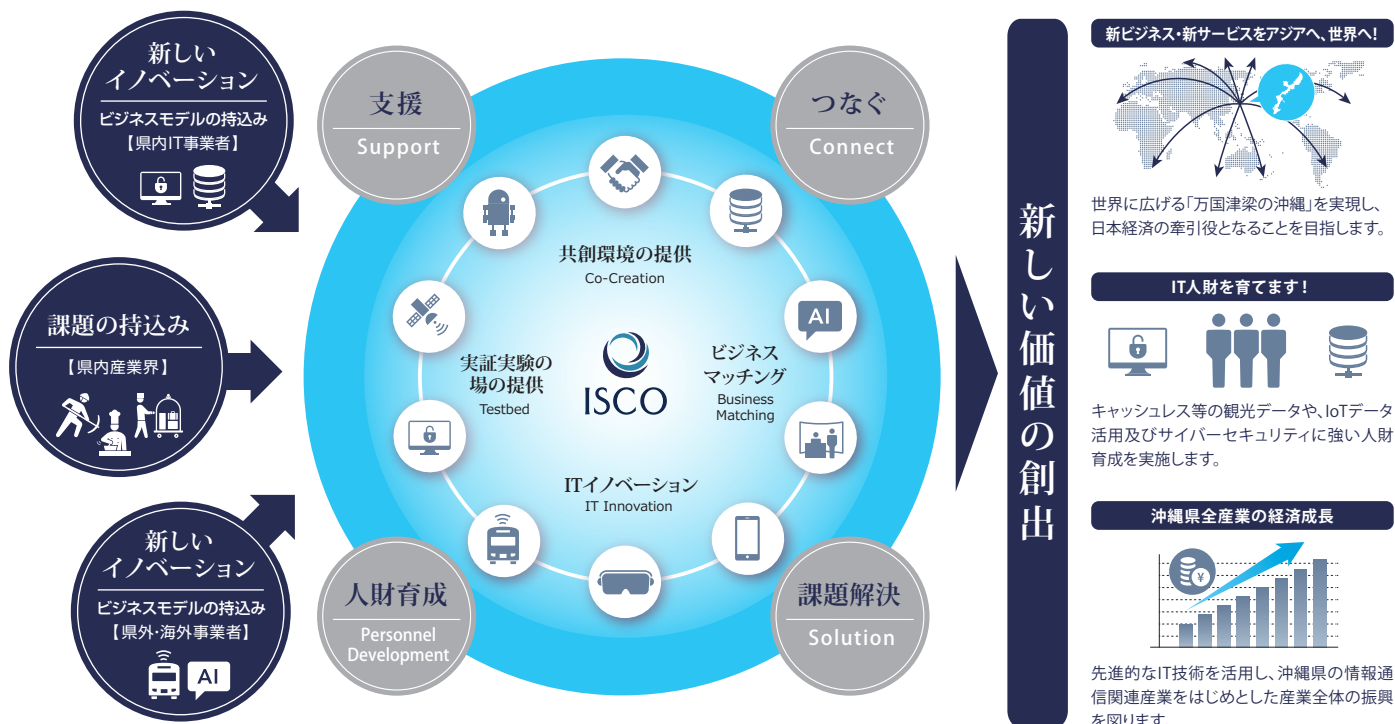 新しい
イノベーション
ビジネスモデルの持込み
【県内IT事業者】
課題の持込み
【県内産業界】
新しい
イノベーション
ビジネスモデルの持込み
【県外・海外事業者】
AI
支援
Support
つなぐ
Connect
共創環境の提供
Co-Creation
AI
実証実験の
場の提供
Testbed
ISCO
ビジネス
マッチング
Business
Matching
ITイノベーション
IT Innovation
人財育成
Personnel
Development
課題解決
Solution
新しい価値の創出
新ビジネス・新サービスをアジアへ、世界へ!
世界に広げる「万国津梁の沖縄」を実現し、
日本経済の牽引役となることを目指します。
IT人財を育てます!
キャッシュレス等の観光データや、IoTデータ
活用及びサイバーセキュリティに強い人財
育成を実施します。
沖縄県全産業の経済成長
¥
先進的なIT技術を活用し、沖縄県の情報通
信関連産業をはじめとした産業全体の振興
を図ります